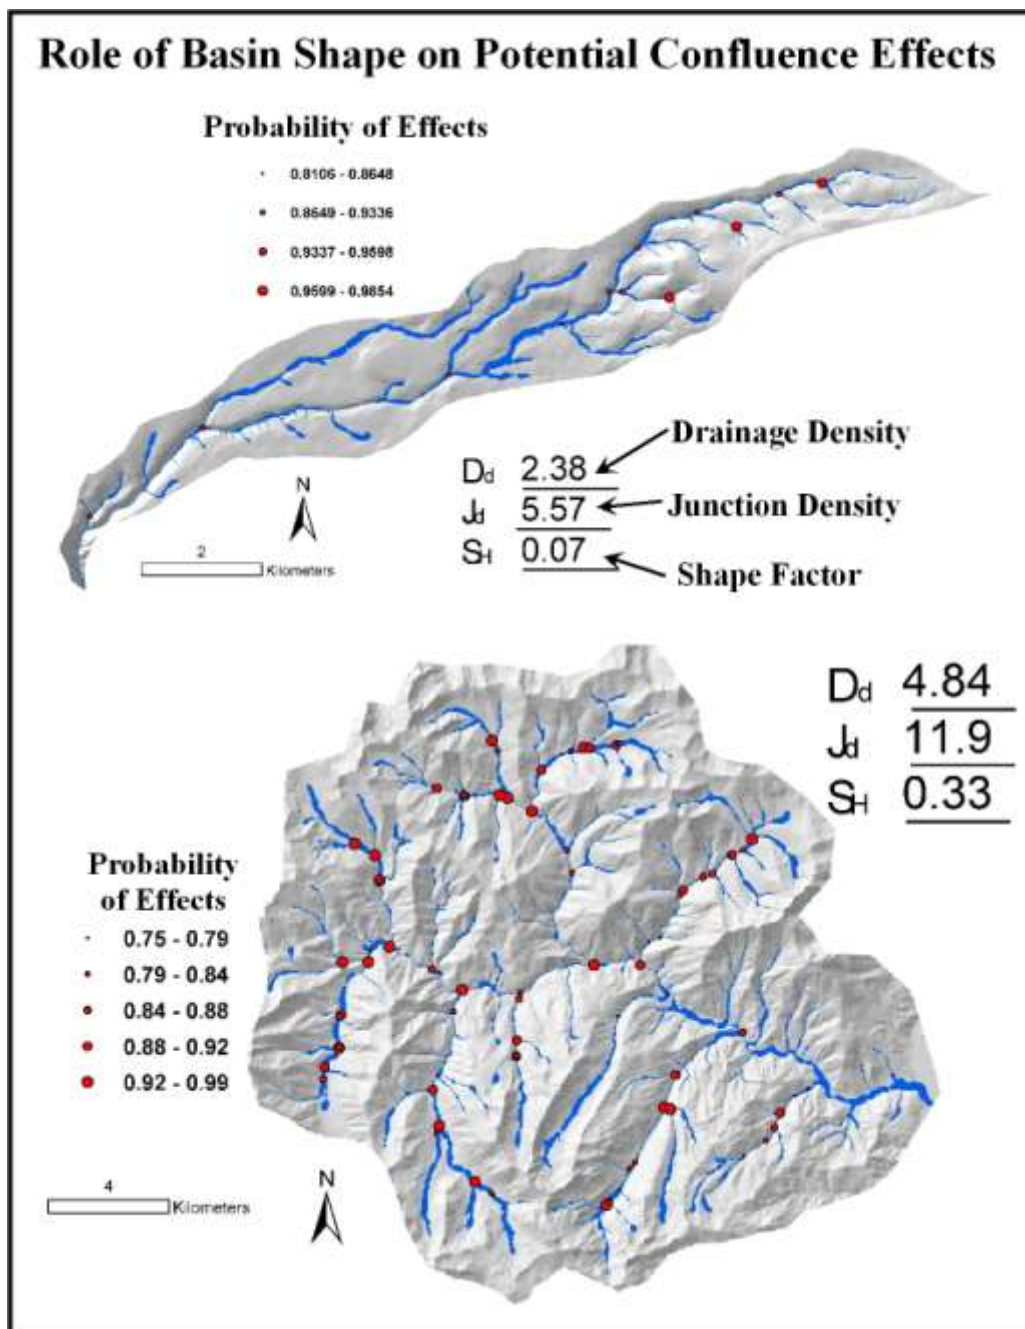 Role of Basin Shape on Potential Confluence Effects
Probability of Effects
0.8106 - 0.8648
0.8649 - 0.9336
0.9337 - 0.9598
0.9599 - 0.9854
Drainage Density
Dd 2.38
Jd 5.57
Junction Density
SH 0.07
Shape Factor
N
2
Kilometers
Dd 4.84
Jd 11.9
SH 0.33
Probability
of Effects
0.75 - 0.79
0.79 - 0.84
0.84 - 0.88
0.88 - 0.92
0.92 - 0.99
4
Kilometers
N